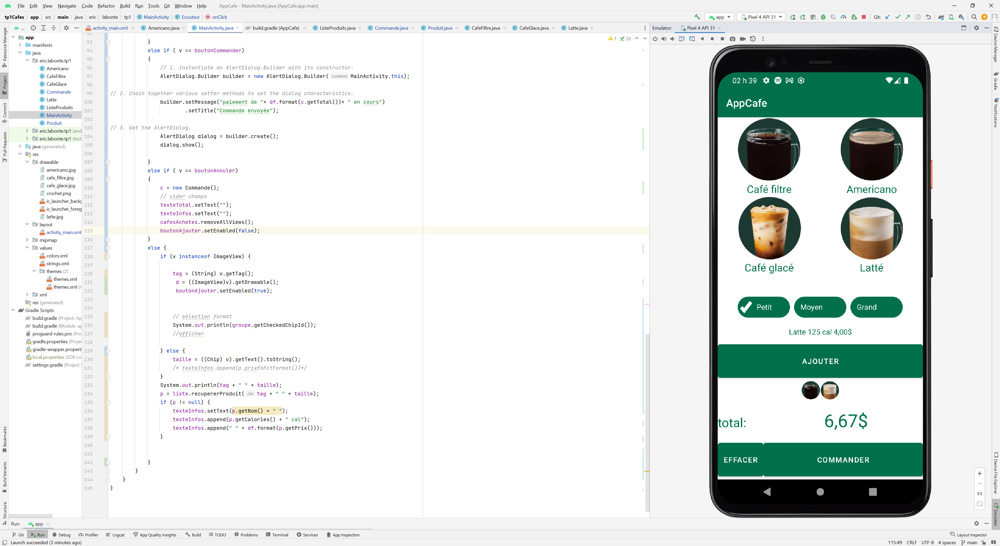 File Edit View Navigate Code Refactor Build Run Tools Git Window Help AppCafe - MainActivity.java [AppCafe.app.main]
tp1Cafes app src main java eric labonte tp1 MainActivity Ecouteur onClick app Pixel 4 API 31 Git:
activity_main.xml Americano.java MainActivity.java build.gradle (AppCafe) ListeProduits.java Commande.java Produit.java CafeFiltre.java CafeGlace.java Latte.java Emulator: Pixel 4 API 31
Resource Manager
Project
Commit
Pull Requests
Bookmarks
Build Variants
Structure
app
manifests
java
eric.labonte.tp1
Americano
CafeFiltre
CafeGlace
Commande
Latte
ListeProduits
MainActivity
Produit
eric.labonte.tp1 (and
eric.labonte.tp1 (test
java (generated)
res
drawable
americano.jpg
cafe_filtre.jpg
cafe_glace.jpg
crochet.png
ic_launcher_backg
ic_launcher_foreg
latte.jpg
layout
activity_main.xml
mipmap
values
colors.xml
strings.xml
themes (2)
themes.xml
themes.xml (r
xml
res (generated)
Gradle Scripts
build.gradle (Project: Ap
build.gradle (Module :ap
proguard-rules.pro (Pro
gradle.properties (Projec
gradle-wrapper.properti
local.properties (SDK Lo
settings.gradle (Project S
1 26
92
93 }
94 else if ( v == boutonCommander)
95 {
96 // 1. Instantiate an AlertDialog.Builder with its constructor.
97 AlertDialog.Builder builder = new AlertDialog.Builder( context: MainActivity.this);
98
99 // 2. Chain together various setter methods to set the dialog characteristics.
100 builder.setMessage("paiement de "+ df.format(c.getTotal())+ " en cours")
101 .setTitle("Commande envoyée");
102
103 // 3. Get the AlertDialog.
104 AlertDialog dialog = builder.create();
105 dialog.show();
106
107 }
108 else if ( v == boutonAnnuler)
109 {
110 c = new Commande();
111 // vider champs
112 texteTotal.setText("");
113 texteInfos.setText("");
114 cafesAchetes.removeAllViews();
115 boutonAjouter.setEnabled(false);
116 }
117 else {
118 if (v instanceof ImageView) {
119
120 tag = (String) v.getTag();
121 d = ((ImageView)v).getDrawable();
122 boutonAjouter.setEnabled(true);
123
124
125 // sélection format
126 System.out.println(groupe.getCheckedChipId());
127 //afficher
128
129 } else {
130 taille = ((Chip) v).getText().toString();
131 /* texteInfos.append(p.prixEnFctFormat())*/
132 }
133 System.out.println(tag + " " + taille);
134 p = liste.recupererProduit( cle: tag + " " + taille);
135 if (p != null) {
136 texteInfos.setText(p.getNom() + " ");
137 texteInfos.append(p.getCalories() + " cal");
138 texteInfos.append(" " + df.format(p.getPrix()));
139 }
140
141
142 }
143 }
144 }
145 }
02 h 39
AppCafe
Café filtre Americano
Café glacé Latté
Petit Moyen Grand
Latte 125 cal 4,00$
AJOUTER
total: 6,67$
EFFACER COMMANDER
1:1
Device Manager
Gradle
Notifications
Device File Explorer
Emulator
Run: app
Git Run Debug Profiler Logcat App Quality Insights Build TODO Problems Terminal Services App Inspection Layout Inspector
Launch succeeded (3 minutes ago) 115:49 CRLF UTF-8 4 spaces main